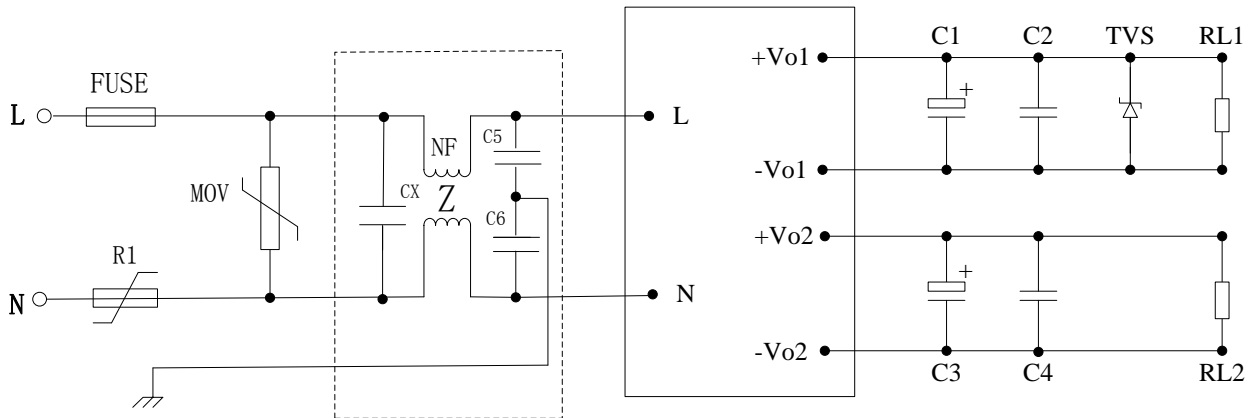 C1 C2 TVS RL1
+Vo1
FUSE
L
L
C5
NF
MOV
CX
Z
-Vo1
C6
+Vo2
R1
N
N
-Vo2
+
+
C3 C4 RL2